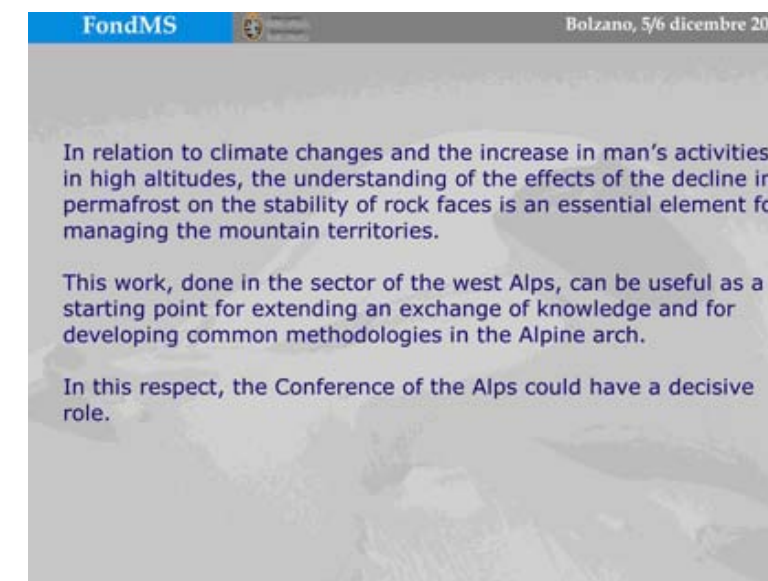 FondMS
Bolzano, 5/6 dicembre 20
In relation to climate changes and the increase in man's activities
in high altitudes, the understanding of the effects of the decline in
permafrost on the stability of rock faces is an essential element fo
managing the mountain territories.
This work, done in the sector of the west Alps, can be useful as a
starting point for extending an exchange of knowledge and for
developing common methodologies in the Alpine arch.
In this respect, the Conference of the Alps could have a decisive
role.